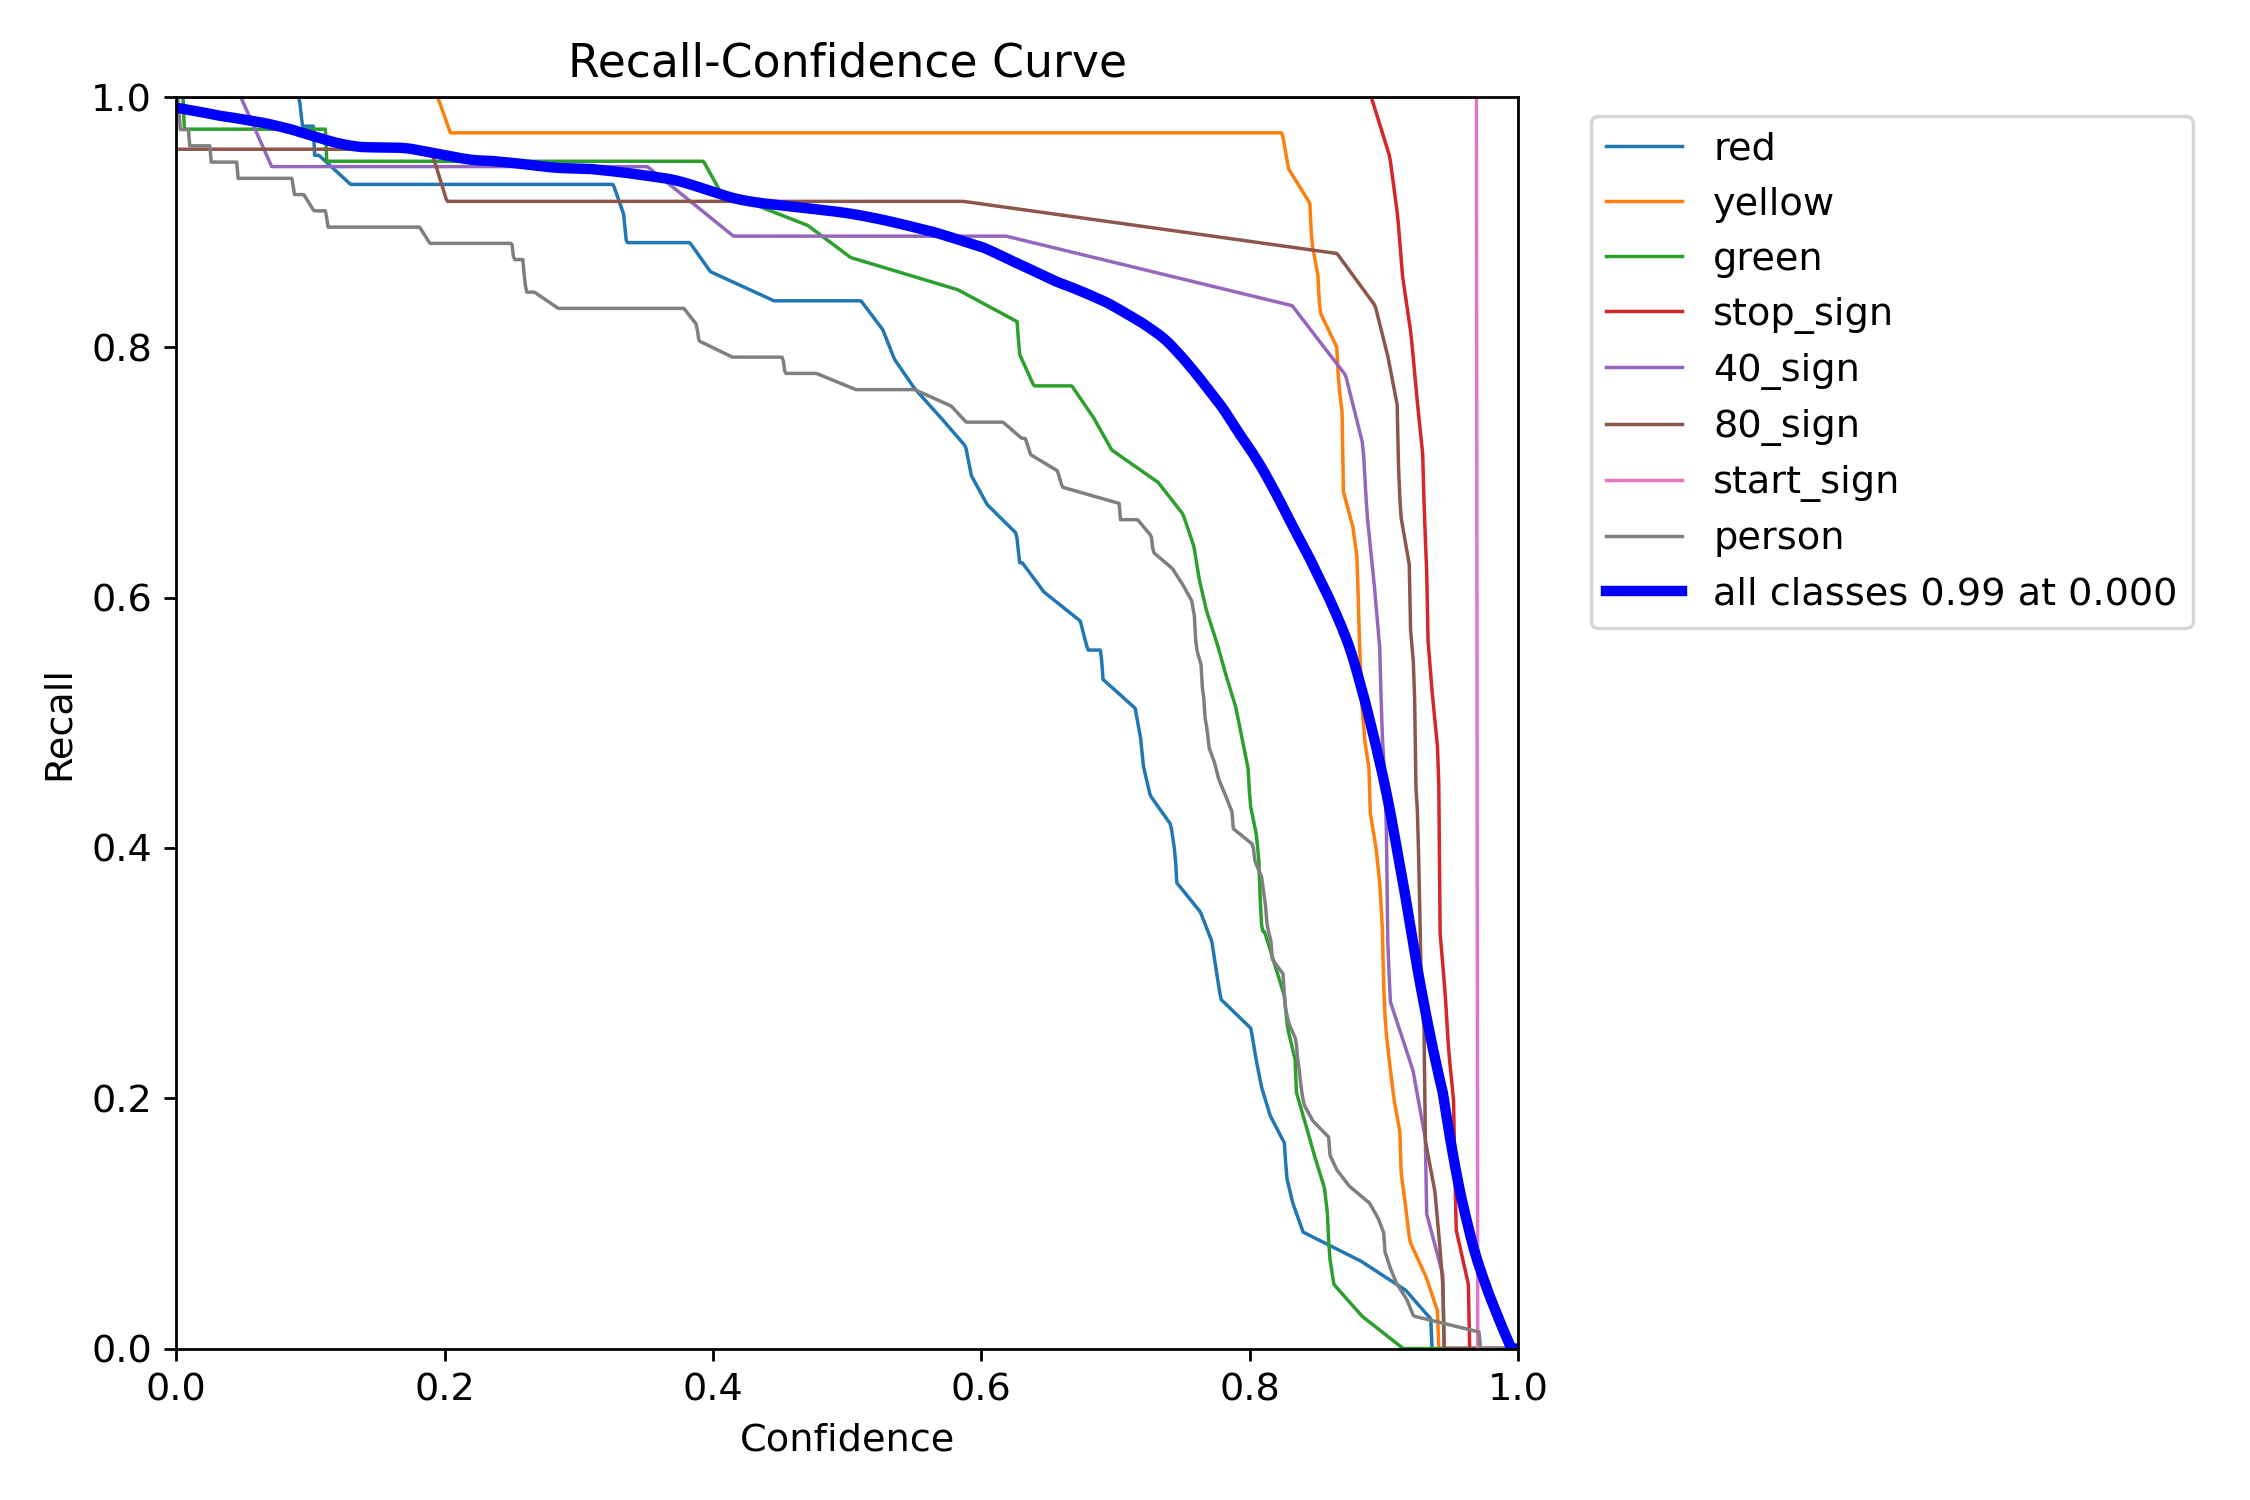 Recall-Confidence Curve
1.0
0.8
0.6
0.4
0.2
0.0
Recall
0.0 0.2 0.4 0.6 0.8 1.0
Confidence
red
yellow
green
stop_sign
40_sign
80_sign
start_sign
person
all classes 0.99 at 0.000